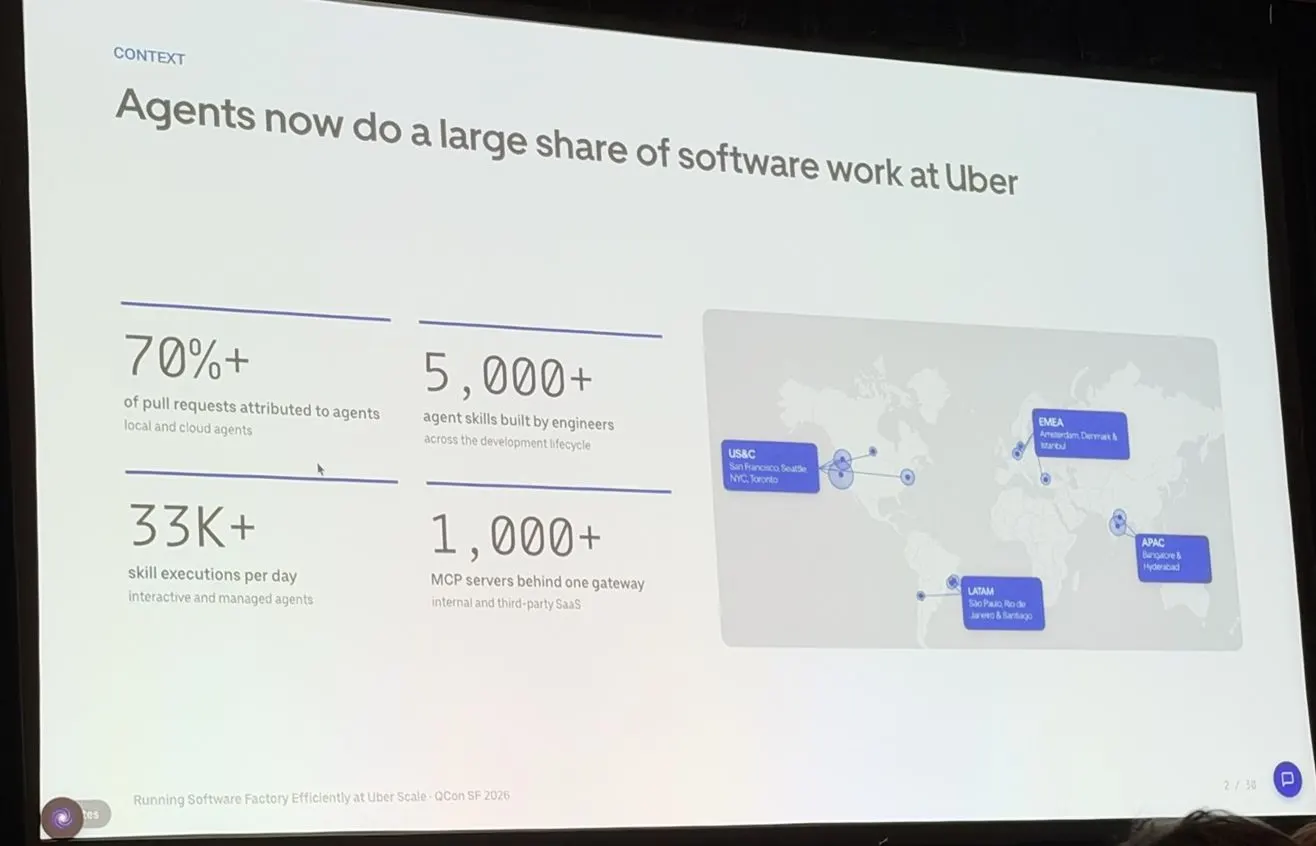 CONTEXT
Agents now do a large share of software work at Uber
70%+
of pull requests attributed to agents
local and cloud agents
5,000+
agent skills built by engineers
across the development lifecycle
33K+
skill executions per day
interactive and managed agents
1,000+
MCP servers behind one gateway
internal and third-party SaaS
US&C
San Francisco, Seattle
NYC, Toronto
EMEA
Amsterdam, Denmark &
Istanbul
APAC
Bangalore &
Hyderabad
LATAM
São Paulo, Rio de
Janeiro & Santiago
Running Software Factory Efficiently at Uber Scale · QCon SF 2026
2 / 30